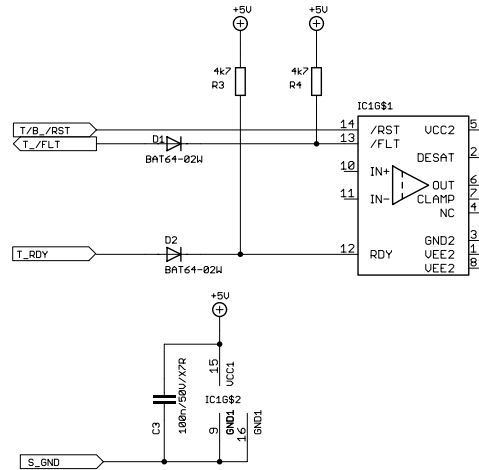 +5V
+5V
4k7
R3
4k7
R4
IC1G$1
T/B_/RST
T_/FLT
D1
BAT64-02W
14
/RST
VCC2
5
13
/FLT
DESAT
2
10
IN+
OUT
6
CLAMP
7
11
IN-
NC
4
T_RDY
D2
BAT64-02W
12
RDY
GND2
3
VEE2
1
VEE2
8
+5V
15
VCC1
C3
100n/50V/X7R
IC1G$2
9
GND1
16
GND1
S_GND